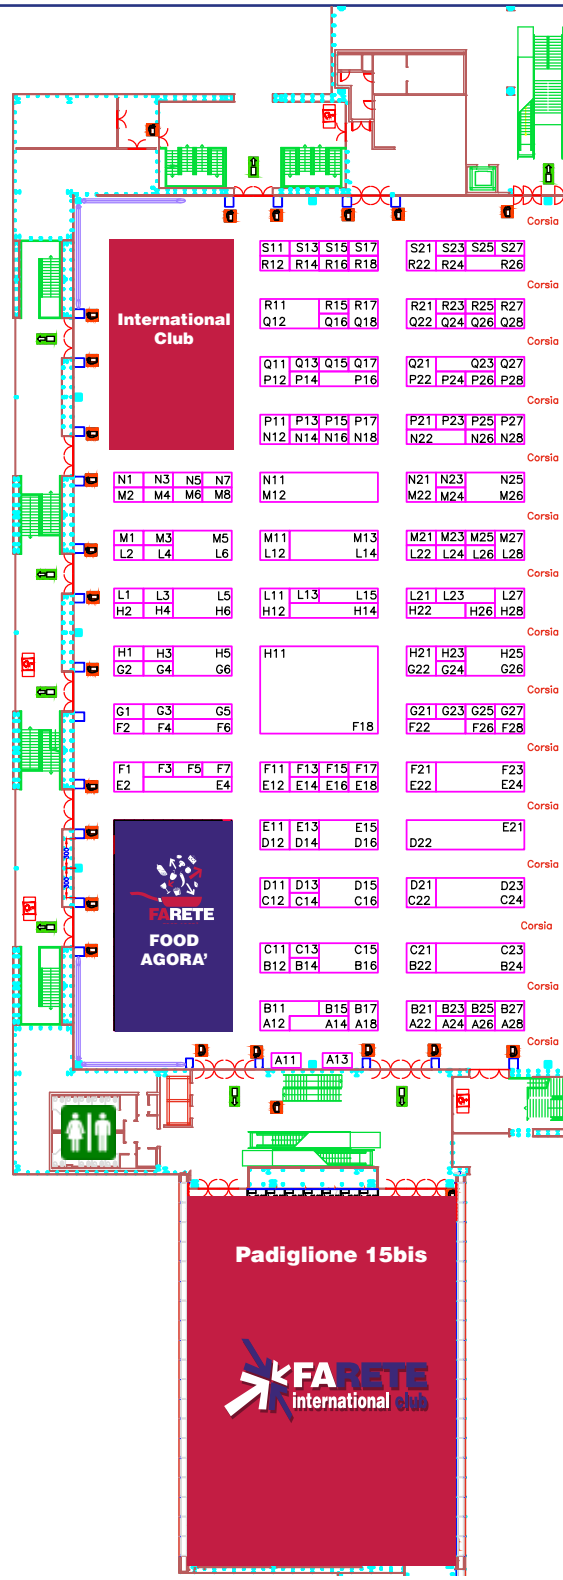 Corsia
S11 S13 S15 S17 S21 S23 S25 S27
R12 R14 R16 R18 R22 R24 R26
Corsia
International
Club
R11 R15 R17 R21 R23 R25 R27
Q12 Q16 Q18 Q22 Q24 Q26 Q28
Corsia
Q11 Q13 Q15 Q17 Q21 Q23 Q27
P12 P14 P16 P22 P24 P26 P28
Corsia
P11 P13 P15 P17 P21 P23 P25 P27
N12 N14 N16 N18 N22 N26 N28
Corsia
N1 N3 N5 N7 N11 N21 N23 N25
M2 M4 M6 M8 M12 M22 M24 M26
Corsia
M1 M3 M5 M11 M13 M21 M23 M25 M27
L2 L4 L6 L12 L14 L22 L24 L26 L28
Corsia
L1 L3 L5 L11 L13 L15 L21 L23 L27
H2 H4 H6 H12 H14 H22 H26 H28
Corsia
H1 H3 H5 H11 H21 H23 H25
G2 G4 G6 G22 G24 G26
Corsia
G1 G3 G5 G21 G23 G25 G27
F2 F4 F6 F18 F22 F26 F28
Corsia
F1 F3 F5 F7 F11 F13 F15 F17 F21 F23
E2 E4 E12 E14 E16 E18 E22 E24
Corsia
E11 E13 E15 E21
D12 D14 D16 D22
300
300
Corsia
D11 D13 D15 D21 D23
C12 C14 C16 C22 C24
FARETE
FOOD
AGORA'
Corsia
C11 C13 C15 C21 C23
B12 B14 B16 B22 B24
Corsia
B11 B15 B17 B21 B23 B25 B27
A12 A14 A18 A22 A24 A26 A28
Corsia
A11 A13
Padiglione 15bis
FARETE
international club